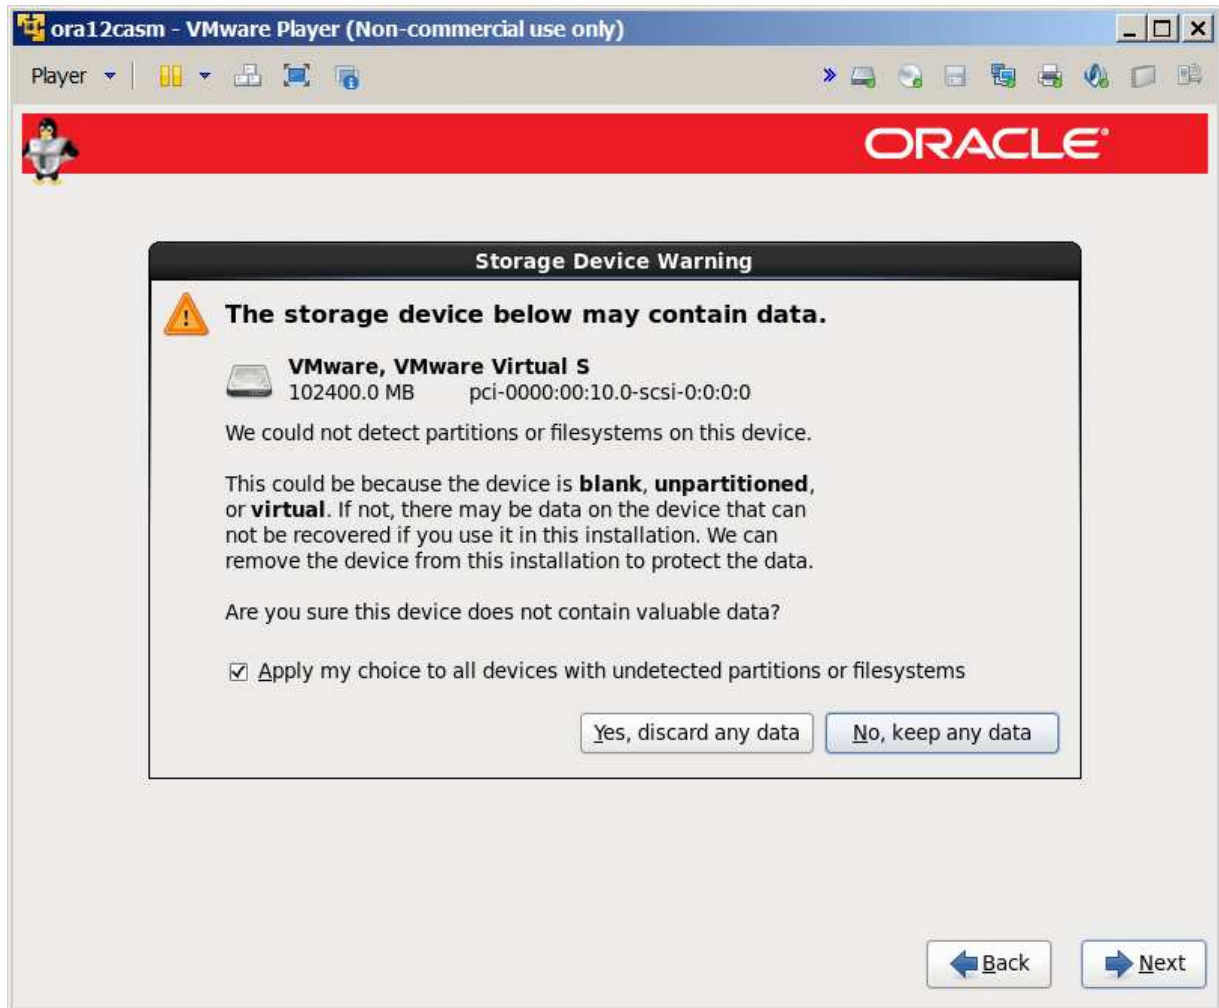 ora12casm - VMware Player (Non-commercial use only)
Player
ORACLE®
Storage Device Warning
The storage device below may contain data.
VMware, VMware Virtual S
102400.0 MB pci-0000:00:10.0-scsi-0:0:0:0
We could not detect partitions or filesystems on this device.
This could be because the device is blank, unpartitioned,
or virtual. If not, there may be data on the device that can
not be recovered if you use it in this installation. We can
remove the device from this installation to protect the data.
Are you sure this device does not contain valuable data?
Apply my choice to all devices with undetected partitions or filesystems
Yes, discard any data No, keep any data
Back Next